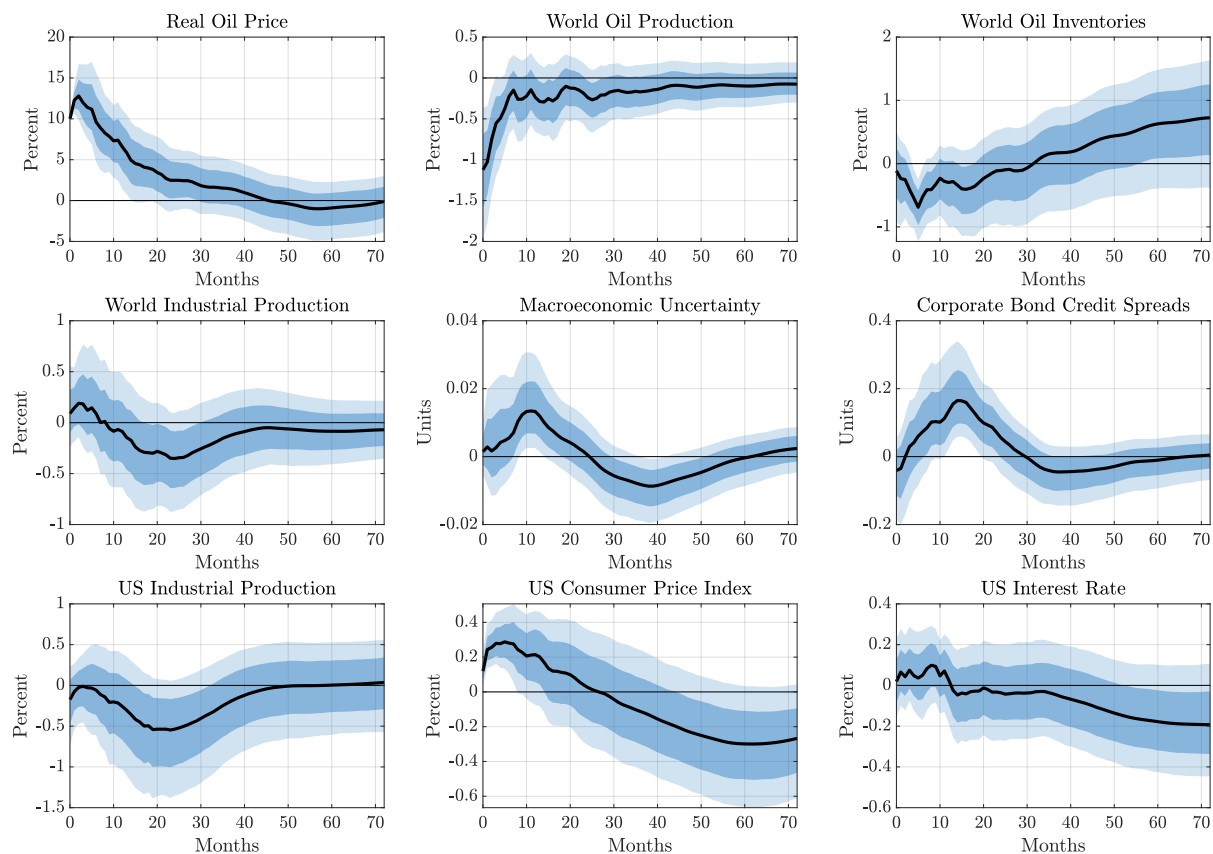 Real Oil Price
World Oil Production
World Oil Inventories
20
15
10
5
0
-5
Percent
0 10 20 30 40 50 60 70
Months
0.5
0
-0.5
-1
-1.5
-2
Percent
0 10 20 30 40 50 60 70
Months
2
1
0
-1
Percent
0 10 20 30 40 50 60 70
Months
World Industrial Production
Macroeconomic Uncertainty
Corporate Bond Credit Spreads
1
0.5
0
-0.5
-1
Percent
0 10 20 30 40 50 60 70
Months
0.04
0.02
0
-0.02
Units
0 10 20 30 40 50 60 70
Months
0.4
0.2
0
-0.2
Units
0 10 20 30 40 50 60 70
Months
US Industrial Production
US Consumer Price Index
US Interest Rate
1
0.5
0
-0.5
-1
-1.5
Percent
0 10 20 30 40 50 60 70
Months
0.4
0.2
0
-0.2
-0.4
-0.6
Percent
0 10 20 30 40 50 60 70
Months
0.4
0.2
0
-0.2
-0.4
-0.6
Percent
0 10 20 30 40 50 60 70
Months